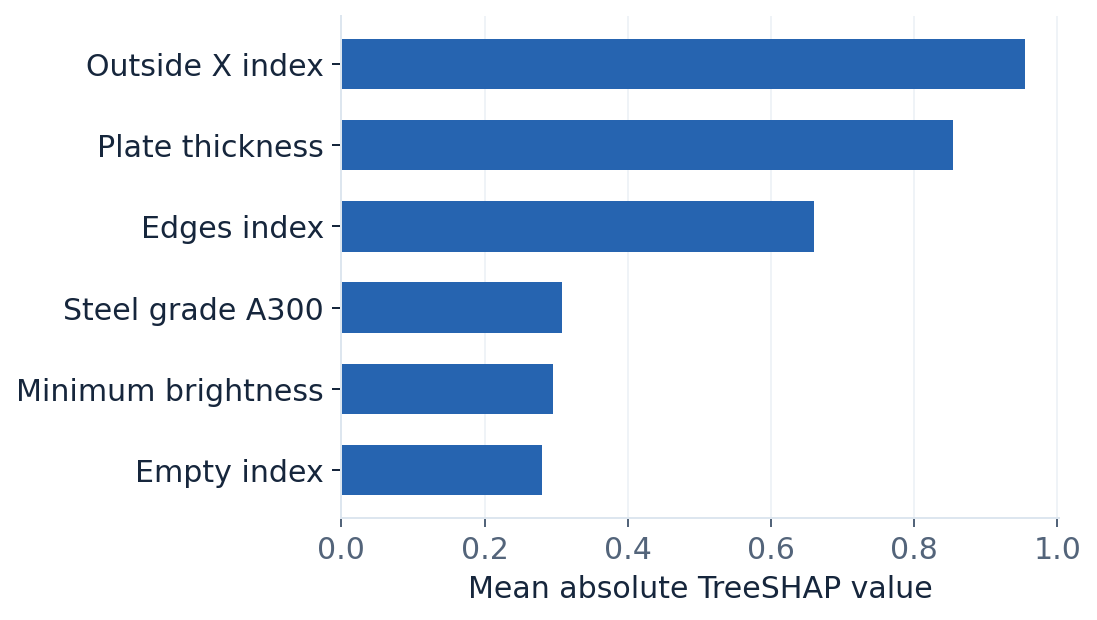 Outside X index
Plate thickness
Edges index
Steel grade A300
Minimum brightness
Empty index
0.0 0.2 0.4 0.6 0.8 1.0
Mean absolute TreeSHAP value